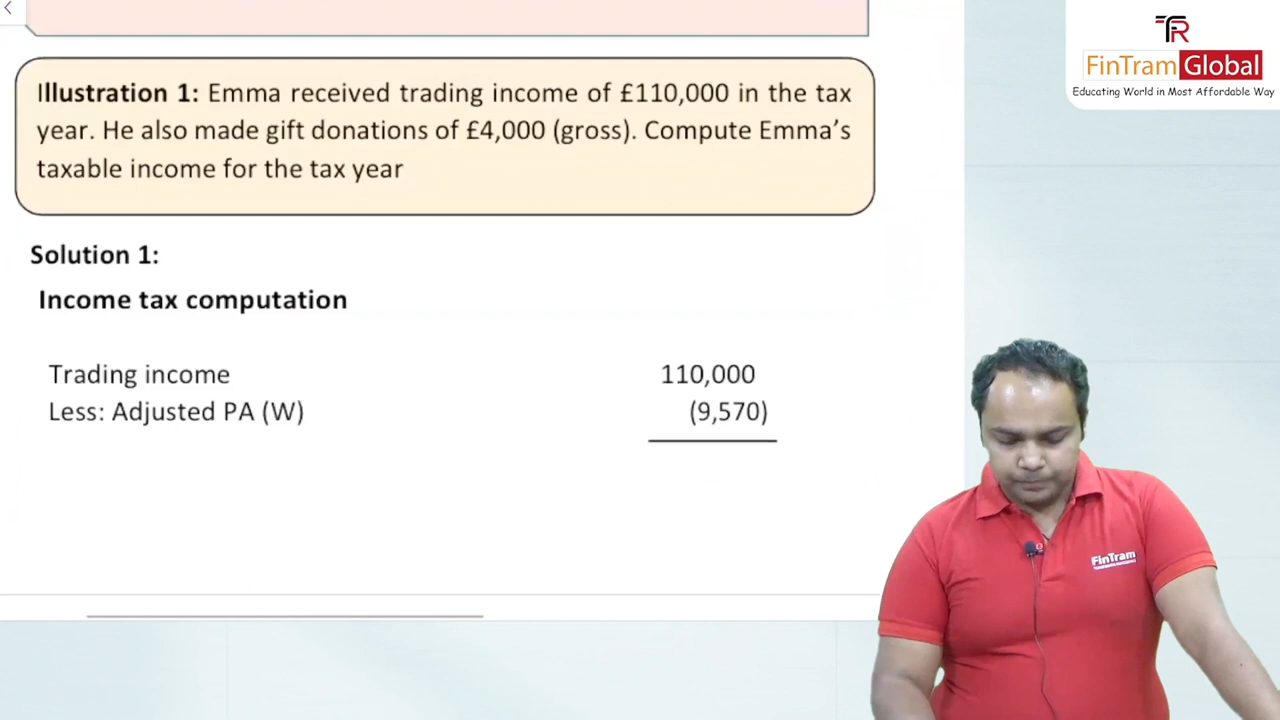 TR
FinTram Global
Educating World in Most Affordable Way
Illustration 1: Emma received trading income of £110,000 in the tax
year. He also made gift donations of £4,000 (gross). Compute Emma's
taxable income for the tax year
Solution 1:
Income tax computation
Trading income 110,000
Less: Adjusted PA (W) (9,570)
FinTram